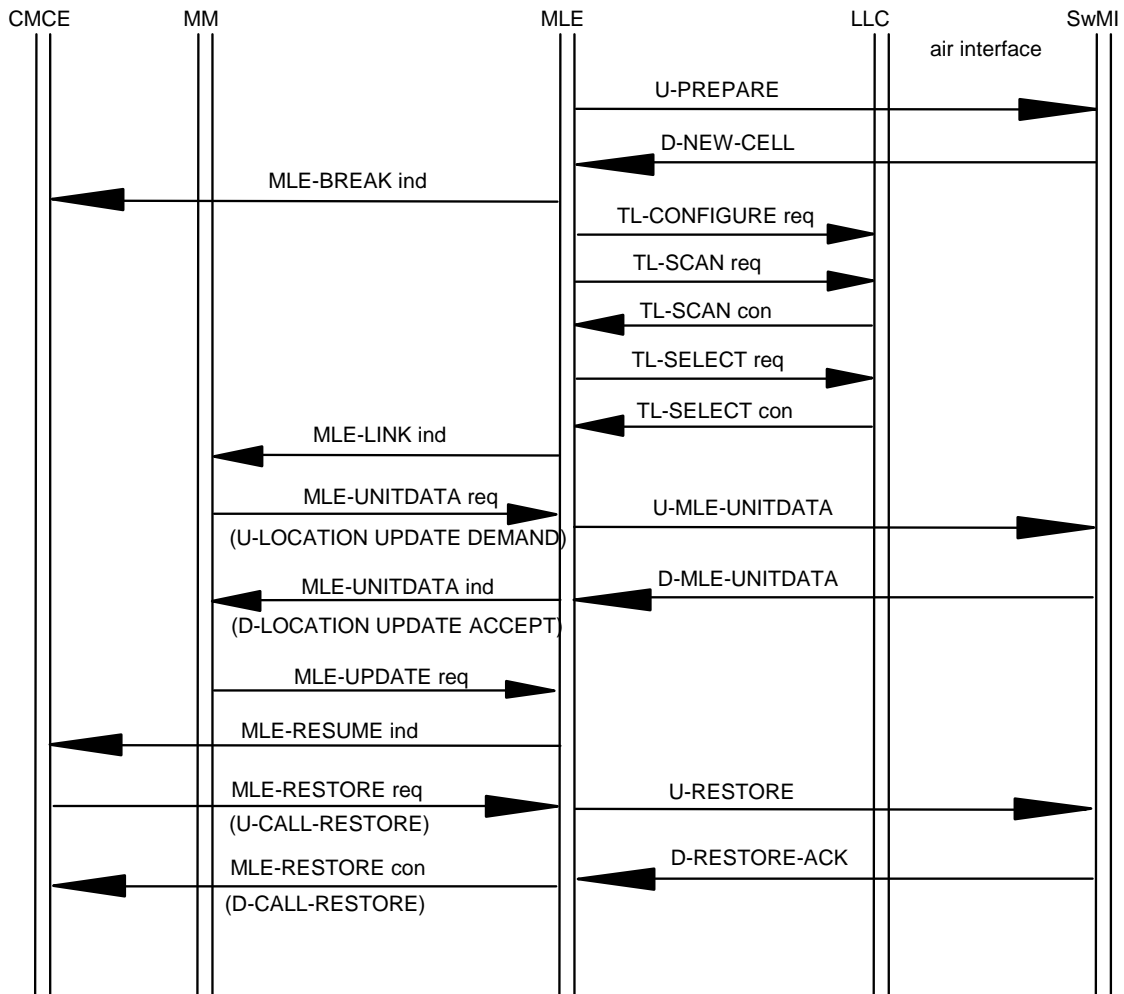 CMCE MM MLE LLC SwMI
air interface
U-PREPARE
D-NEW-CELL
MLE-BREAK ind
TL-CONFIGURE req
TL-SCAN req
TL-SCAN con
TL-SELECT req
TL-SELECT con
MLE-LINK ind
MLE-UNITDATA req
U-MLE-UNITDATA
(U-LOCATION UPDATE DEMAND)
D-MLE-UNITDATA
MLE-UNITDATA ind
(D-LOCATION UPDATE ACCEPT)
MLE-UPDATE req
MLE-RESUME ind
MLE-RESTORE req
U-RESTORE
(U-CALL-RESTORE)
D-RESTORE-ACK
MLE-RESTORE con
(D-CALL-RESTORE)